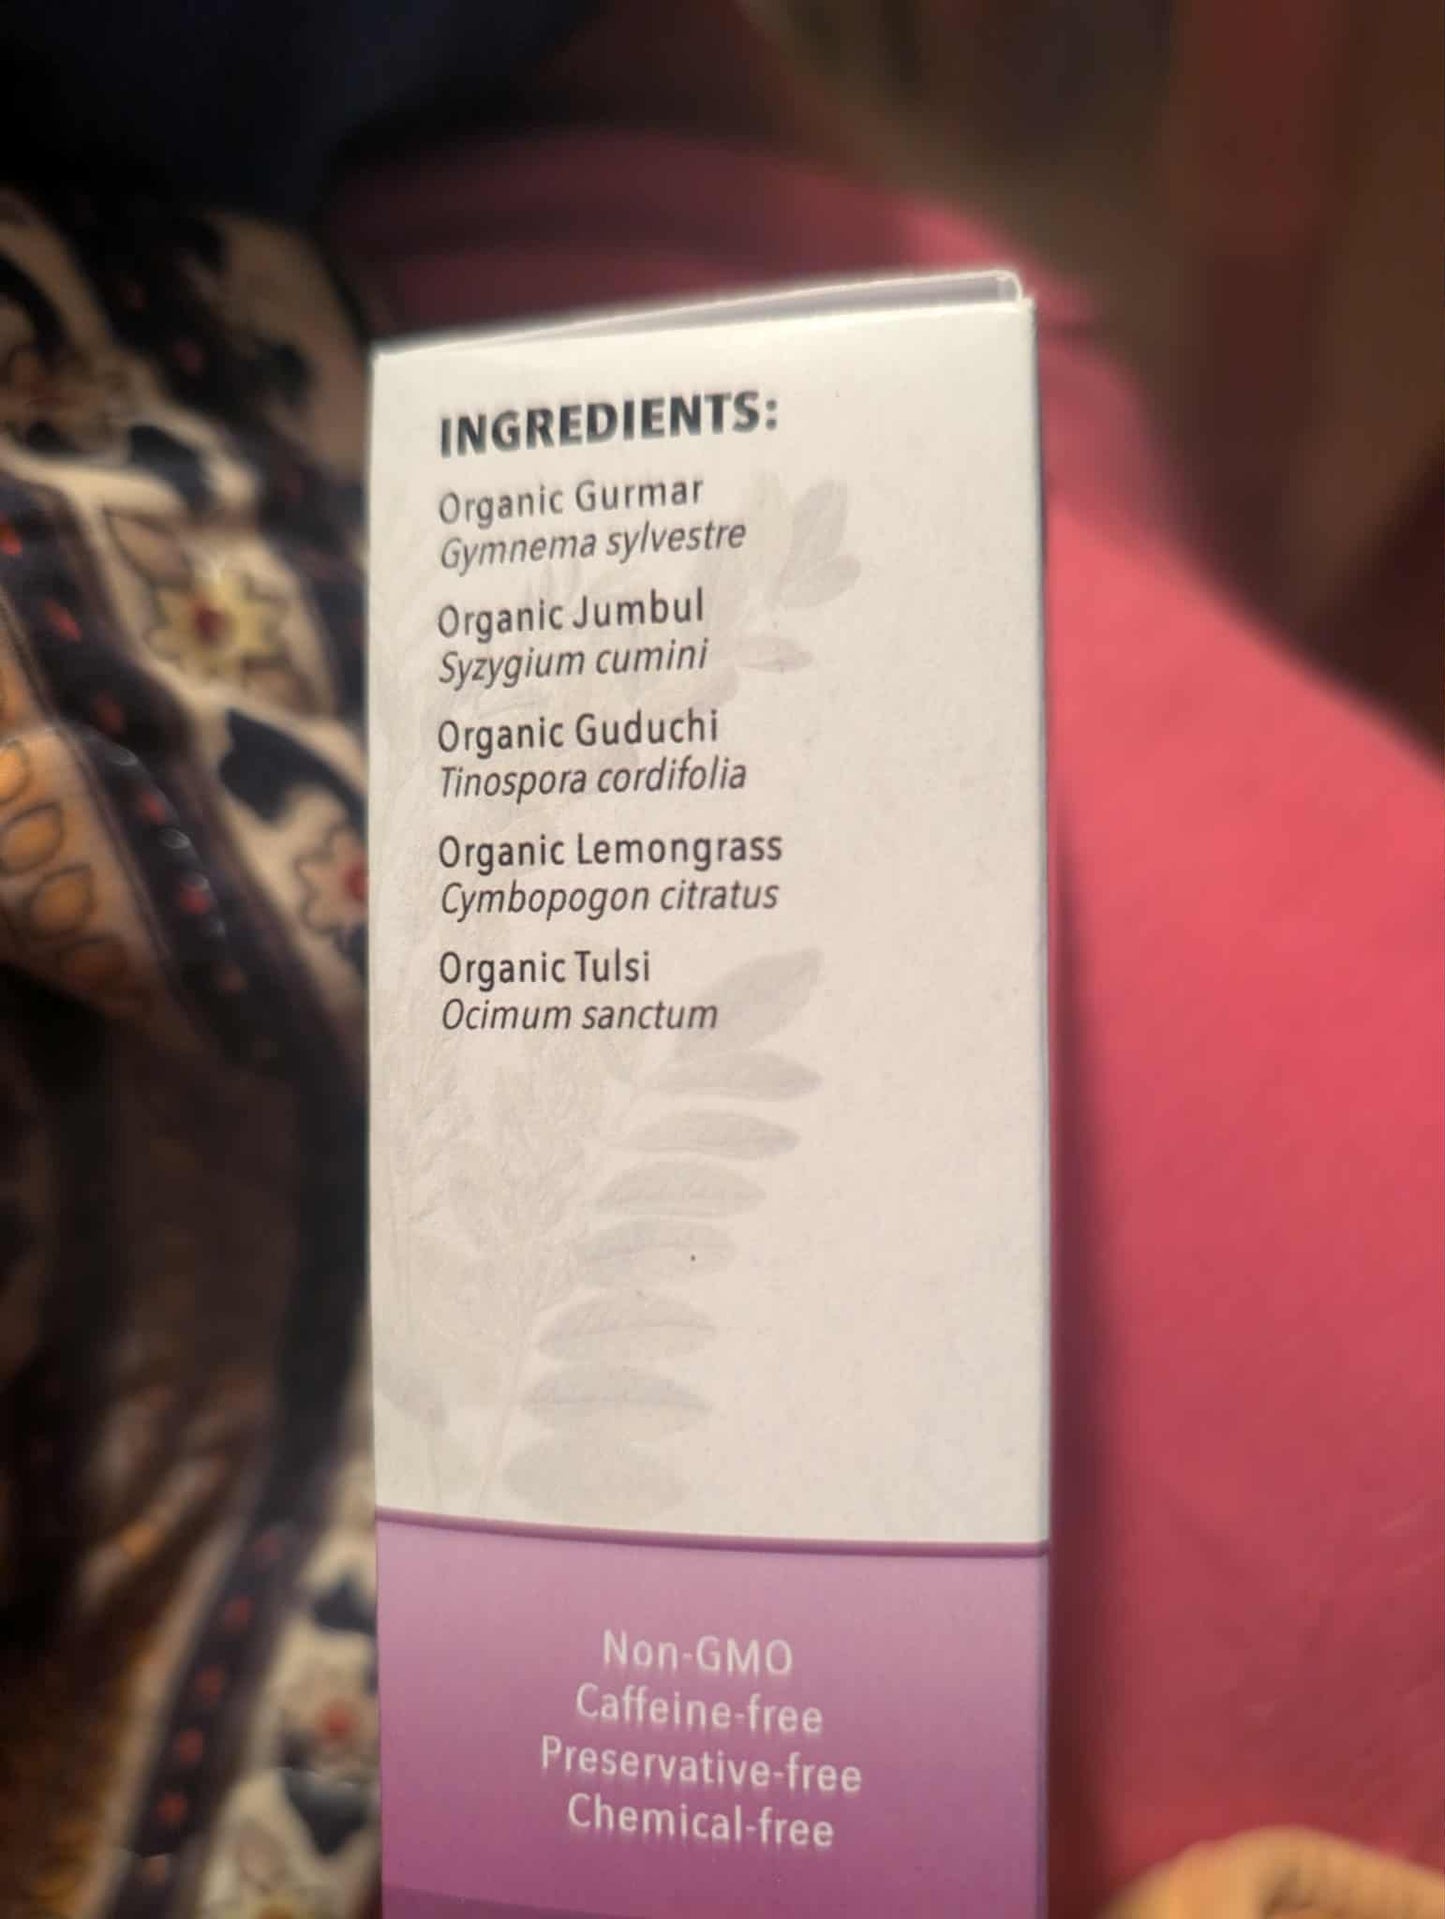 INGREDIENTS:
Organic Gurmar
Gymnema sylvestre
Organic Jumbul
Syzygium cumini
Organic Guduchi
Tinospora cordifolia
Organic Lemongrass
Cymbopogon citratus
Organic Tulsi
Ocimum sanctum
Non-GMO
Caffeine-free
Preservative-free
Chemical-free